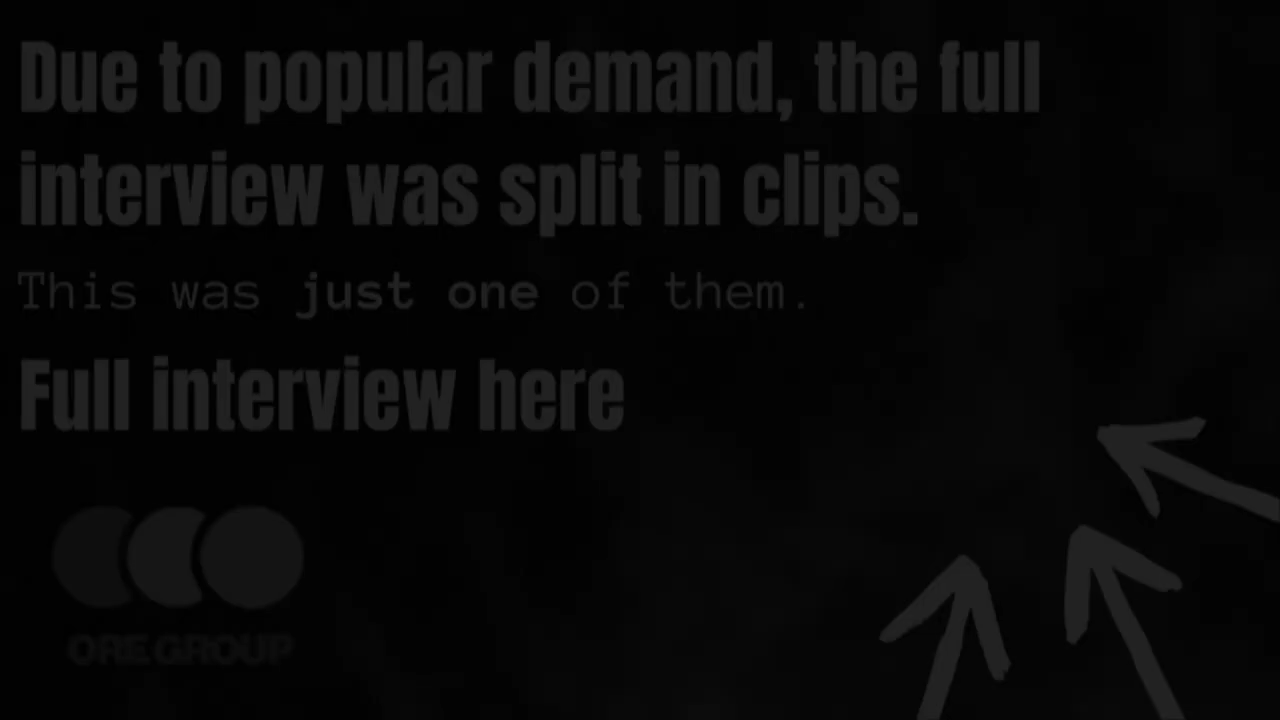 Due to popular demand, the full
interview was split in clips.
This was just one of them.
Full interview here
ORE GROUP